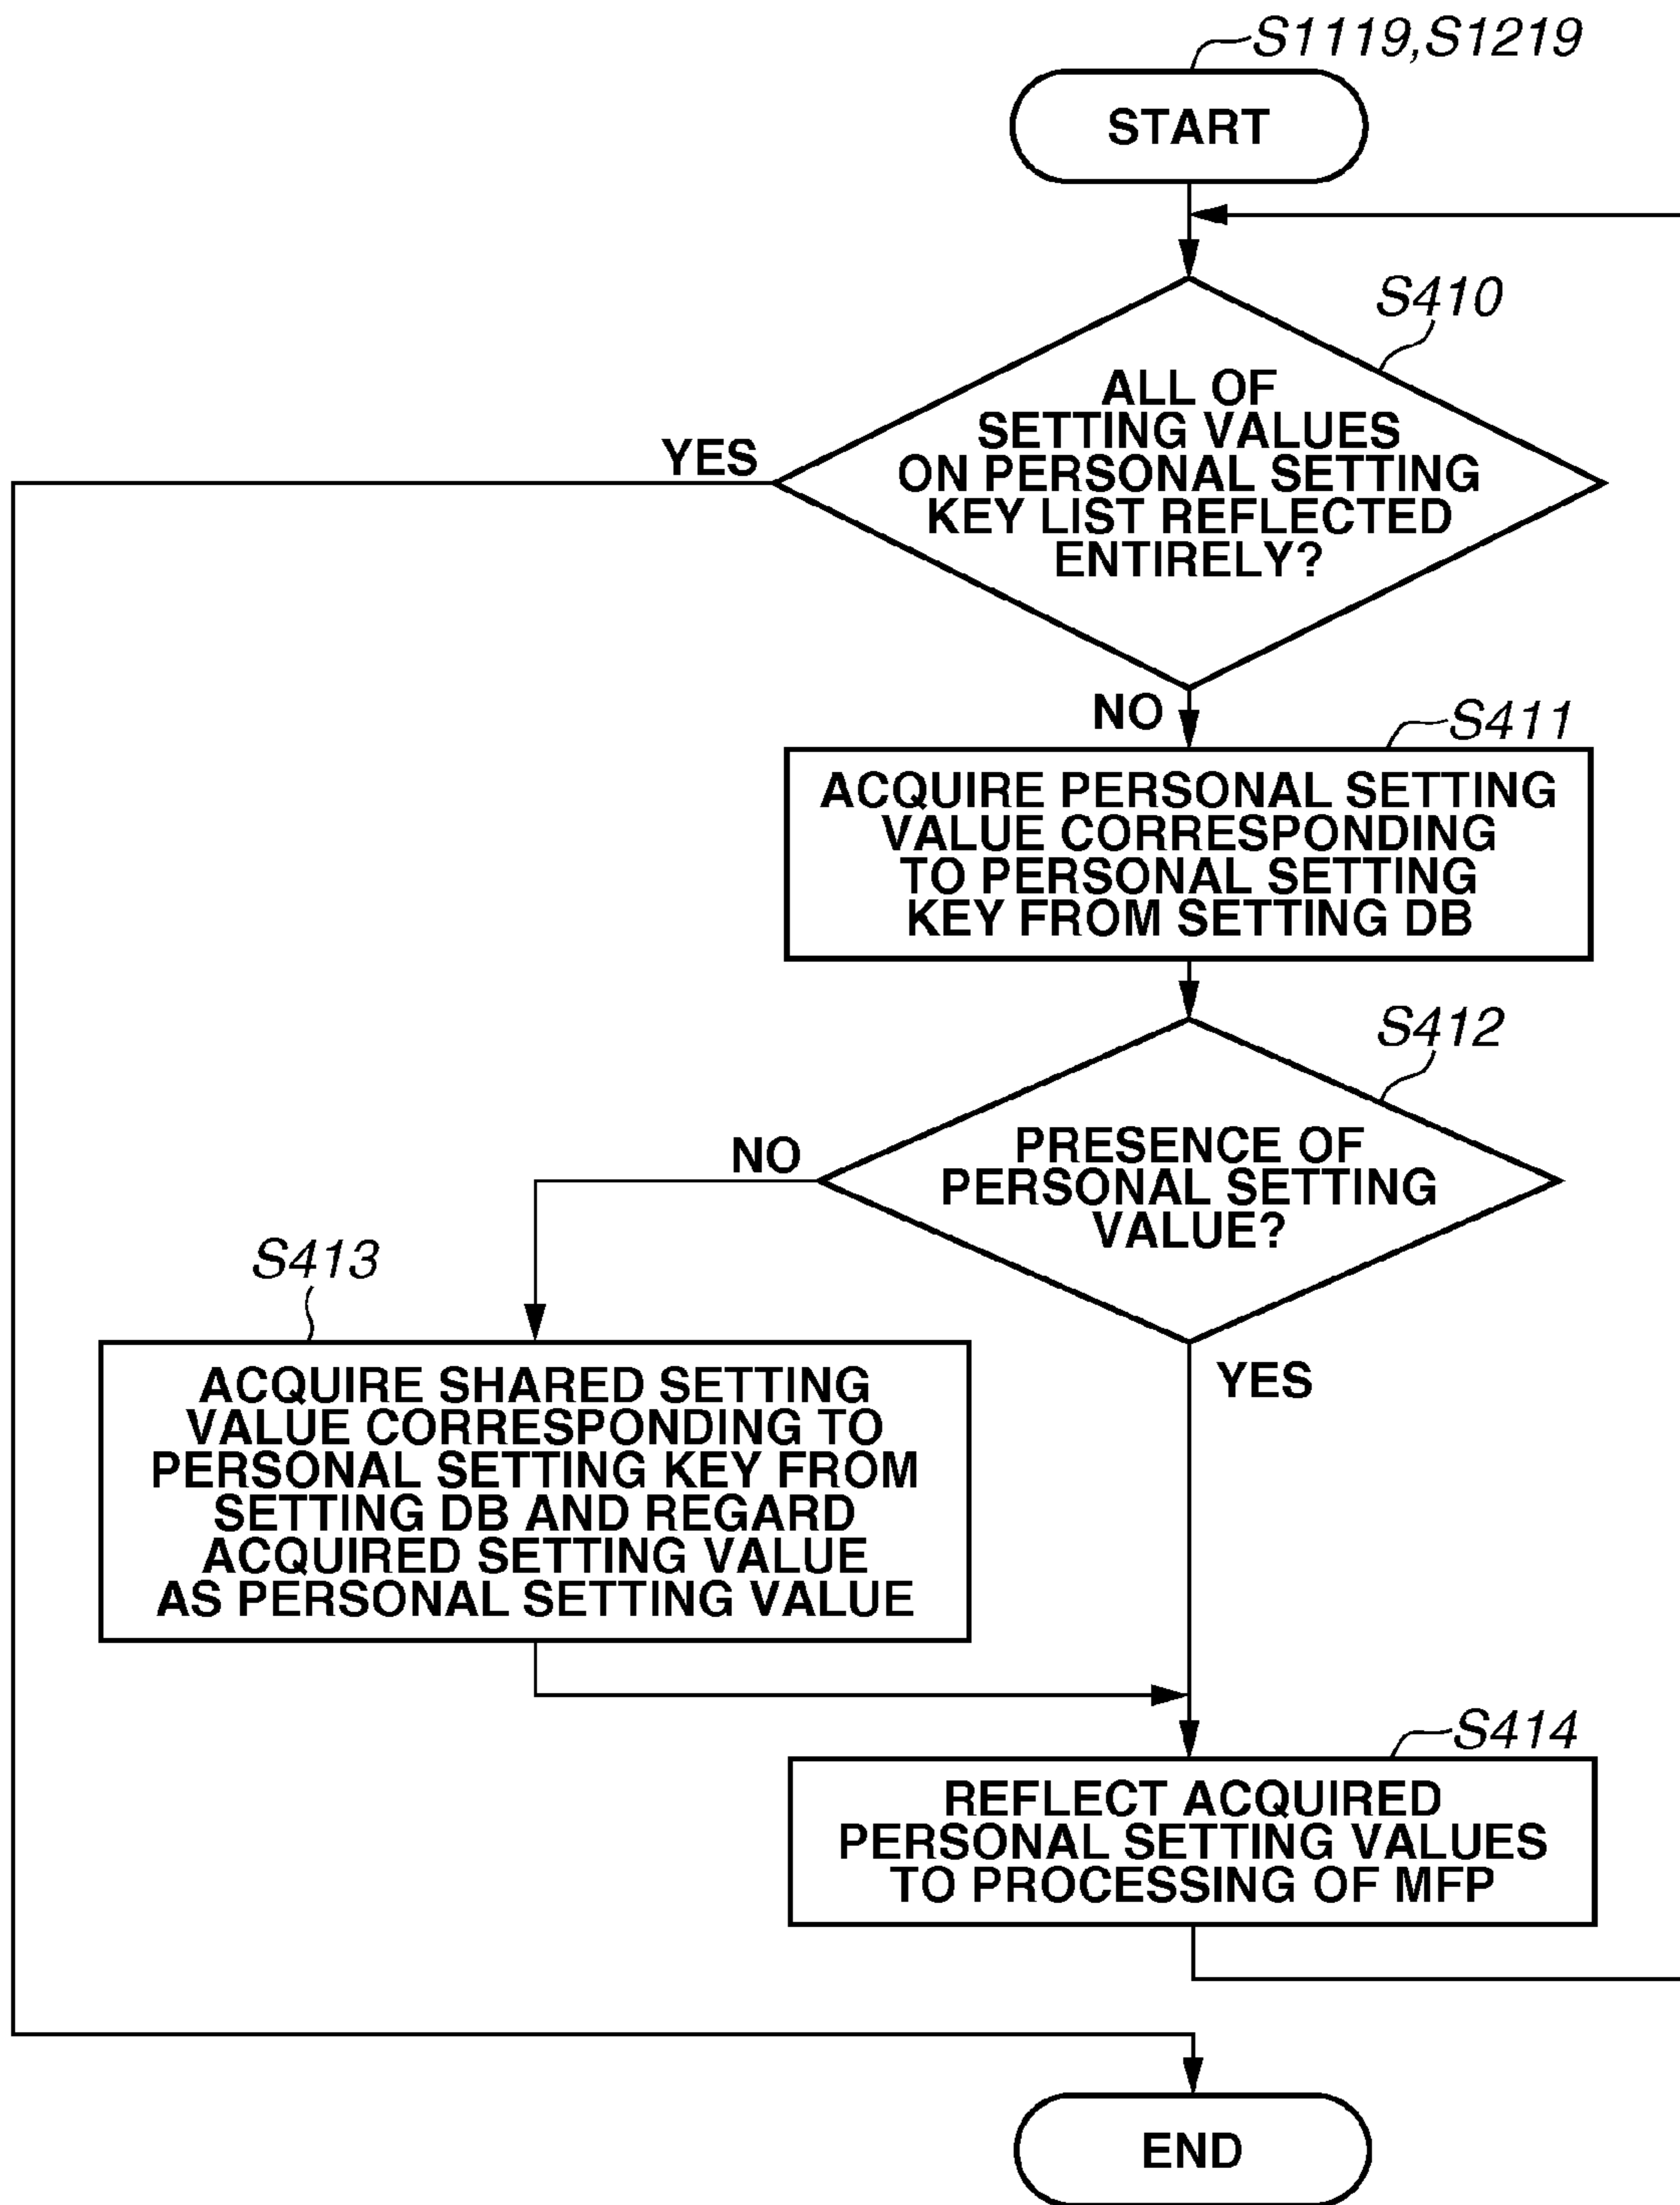 S1119,S1219
START
S410
ALL OF
SETTING VALUES
ON PERSONAL SETTING
KEY LIST REFLECTED
ENTIRELY?
YES
NO
S411
ACQUIRE PERSONAL SETTING
VALUE CORRESPONDING
TO PERSONAL SETTING
KEY FROM SETTING DB
S412
PRESENCE OF
PERSONAL SETTING
VALUE?
NO
YES
S413
ACQUIRE SHARED SETTING
VALUE CORRESPONDING TO
PERSONAL SETTING KEY FROM
SETTING DB AND REGARD
ACQUIRED SETTING VALUE
AS PERSONAL SETTING VALUE
S414
REFLECT ACQUIRED
PERSONAL SETTING VALUES
TO PROCESSING OF MFP
END